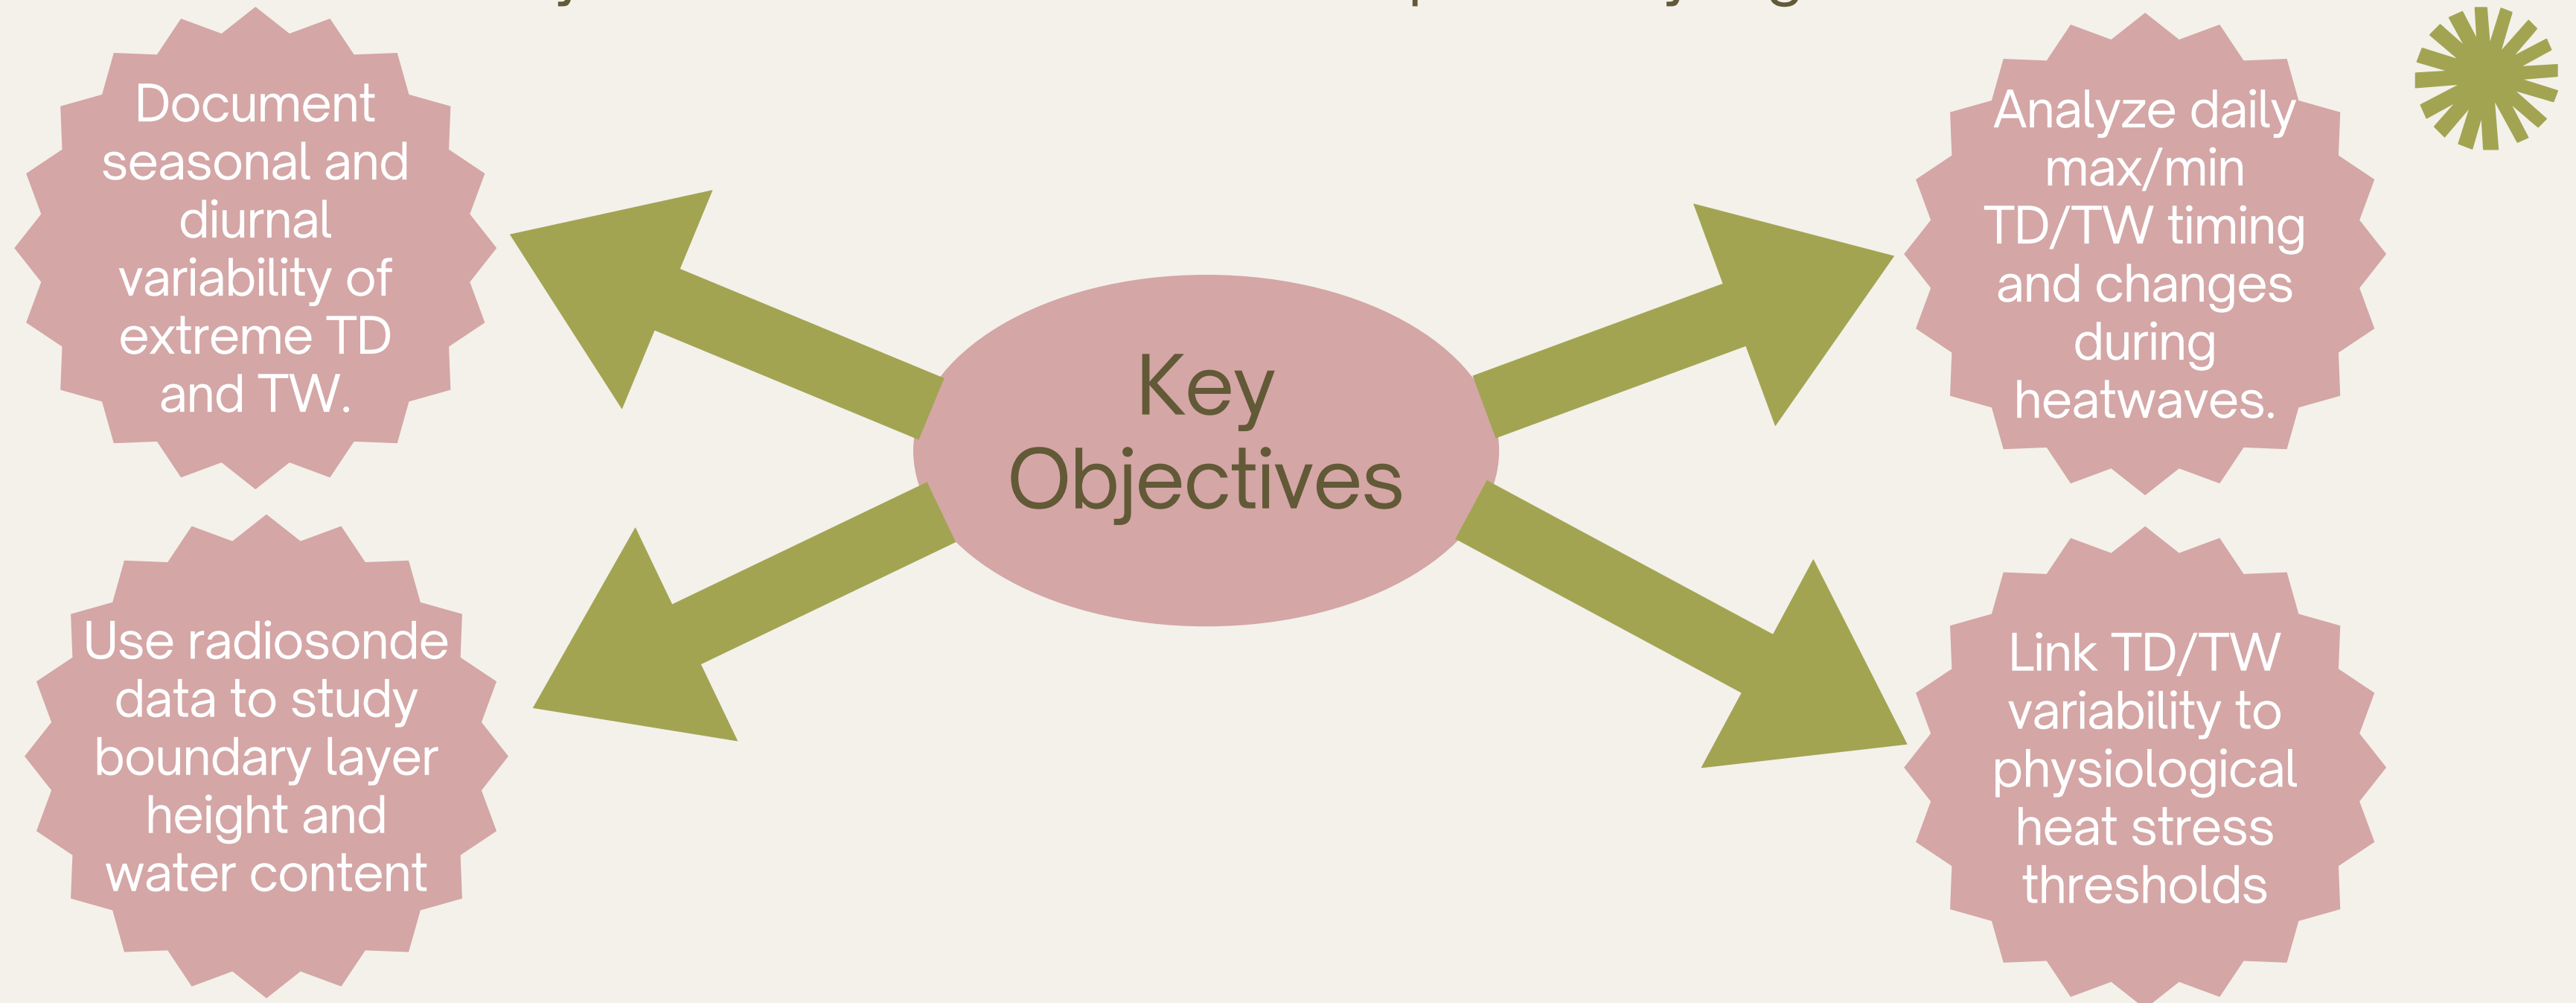 Document
seasonal and
diurnal
variability of
extreme TD
and TW.
Analyze daily
max/min
TD/TW timing
and changes
during
heatwaves.
Key
Objectives
Use radiosonde
data to study
boundary layer
height and
water content
Link TD/TW
variability to
physiological
heat stress
thresholds